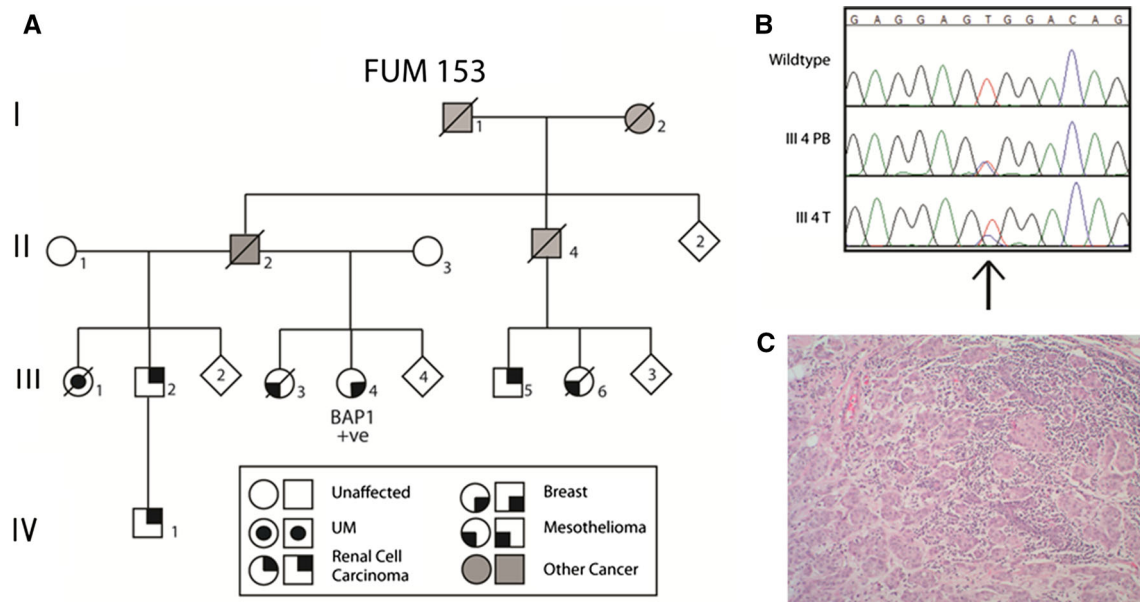 A
FUM 153
I
1
2
II
1
2
3
4
2
III
1
2
2
3
4
4
5
6
3
BAP1
+ve
IV
1
Unaffected
UM
Renal Cell
Carcinoma
Breast
Mesothelioma
Other Cancer
B
G A G G A G T G G A C A G
Wildtype
III 4 PB
III 4 T
C